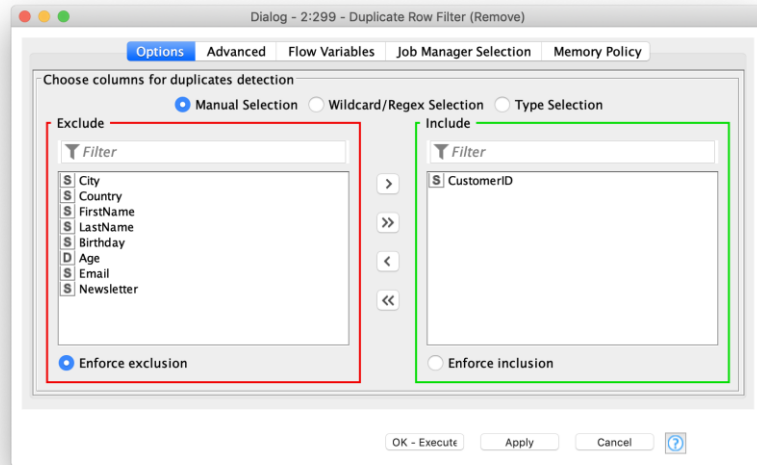 Dialog - 2:299 - Duplicate Row Filter (Remove)
Options Advanced Flow Variables Job Manager Selection Memory Policy
Choose columns for duplicates detection
Manual Selection Wildcard/Regex Selection Type Selection
Exclude
Filter
S City
S Country
S FirstName
S LastName
S Birthday
D Age
S Email
S Newsletter
Enforce exclusion
>
>>
<
<<
Include
Filter
S CustomerID
Enforce inclusion
OK - Execute Apply Cancel ?